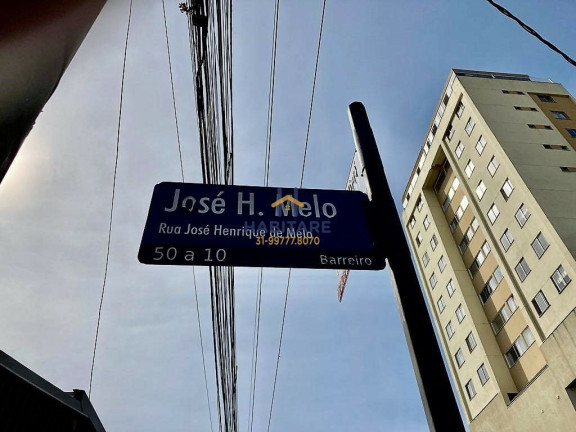 José H. Melo
HABITARE
Rua José Henrique de Melo
31-99777.8070
50 a 10
Barreiro